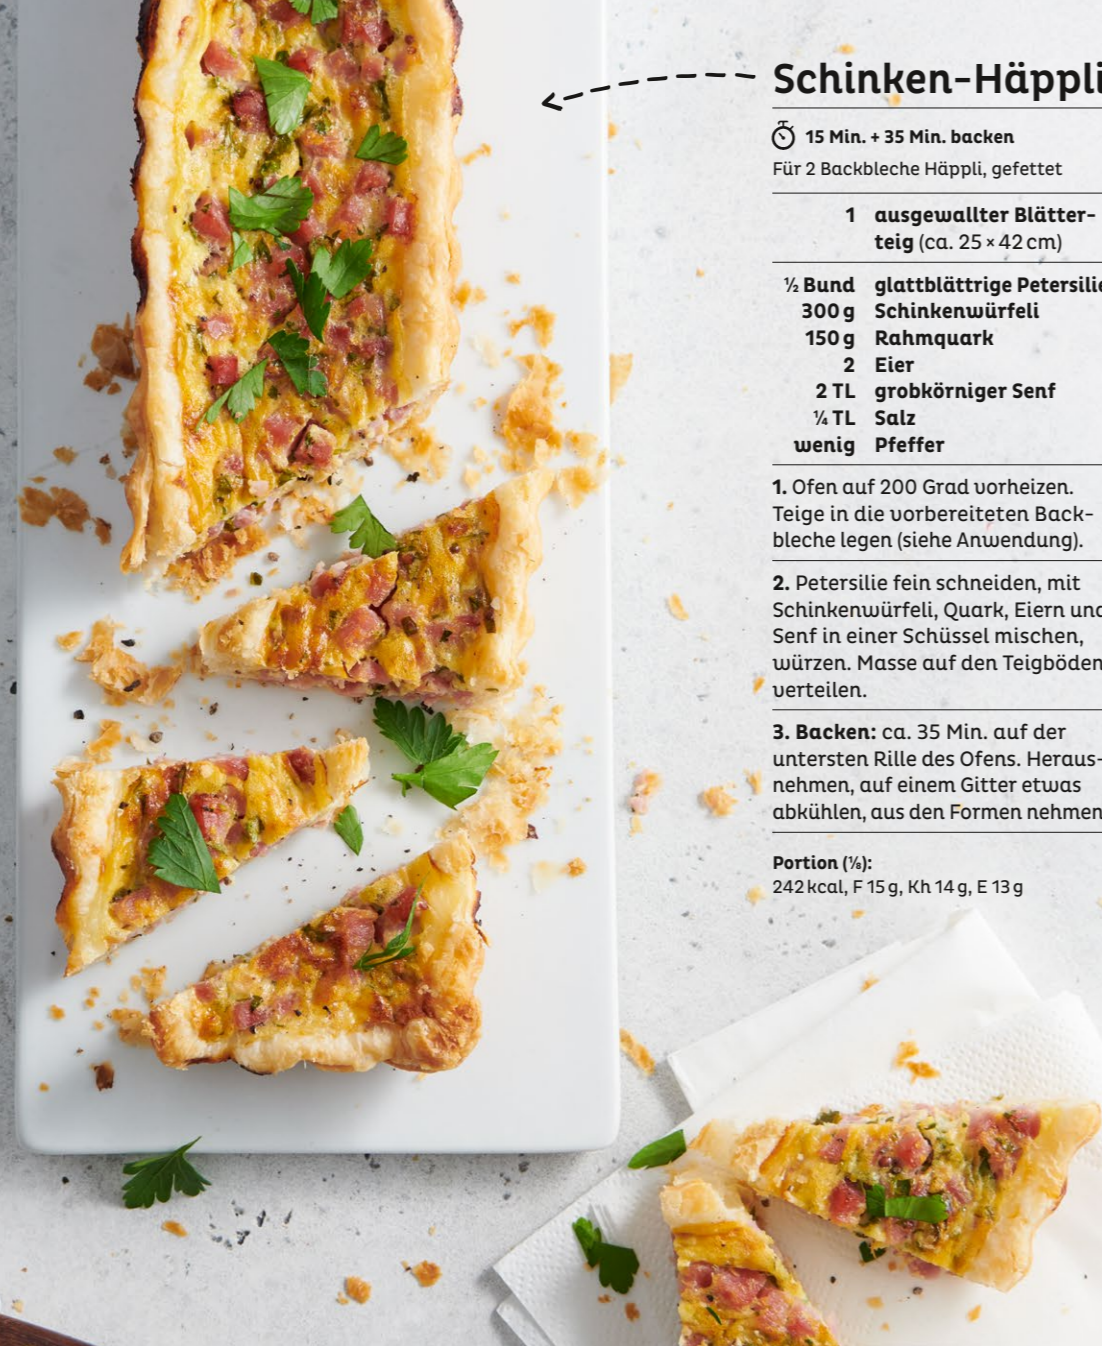 Schinken-Häppli
15 Min. + 35 Min. backen
Für 2 Backbleche Häppli, gefettet
1 ausgewallter Blätter-
teig (ca. 25 × 42 cm)
½ Bund glattblättrige Petersilie
300 g Schinkenwürfeli
150 g Rahmquark
2 Eier
2 TL grobkörniger Senf
¼ TL Salz
wenig Pfeffer
1. Ofen auf 200 Grad vorheizen.
Teige in die vorbereiteten Back-
bleche legen (siehe Anwendung).
2. Petersilie fein schneiden, mit
Schinkenwürfeli, Quark, Eiern und
Senf in einer Schüssel mischen,
würzen. Masse auf den Teigböden
verteilen.
3. Backen: ca. 35 Min. auf der
untersten Rille des Ofens. Heraus-
nehmen, auf einem Gitter etwas
abkühlen, aus den Formen nehmen
Portion (⅛):
242 kcal, F 15 g, Kh 14 g, E 13 g